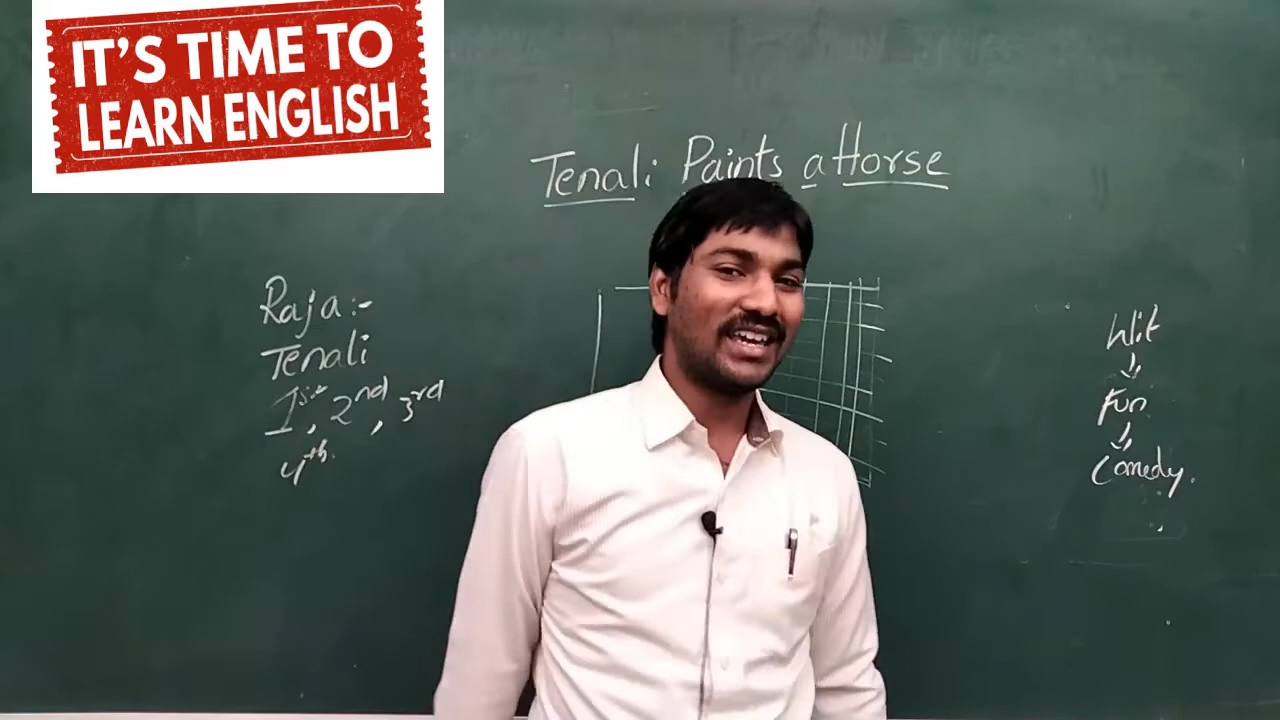 IT'S TIME TO
LEARN ENGLISH
Tenali Paints a Horse
Raja:-
Tenali
1st, 2nd, 3rd
4th.
Wit
Fun
Comedy.